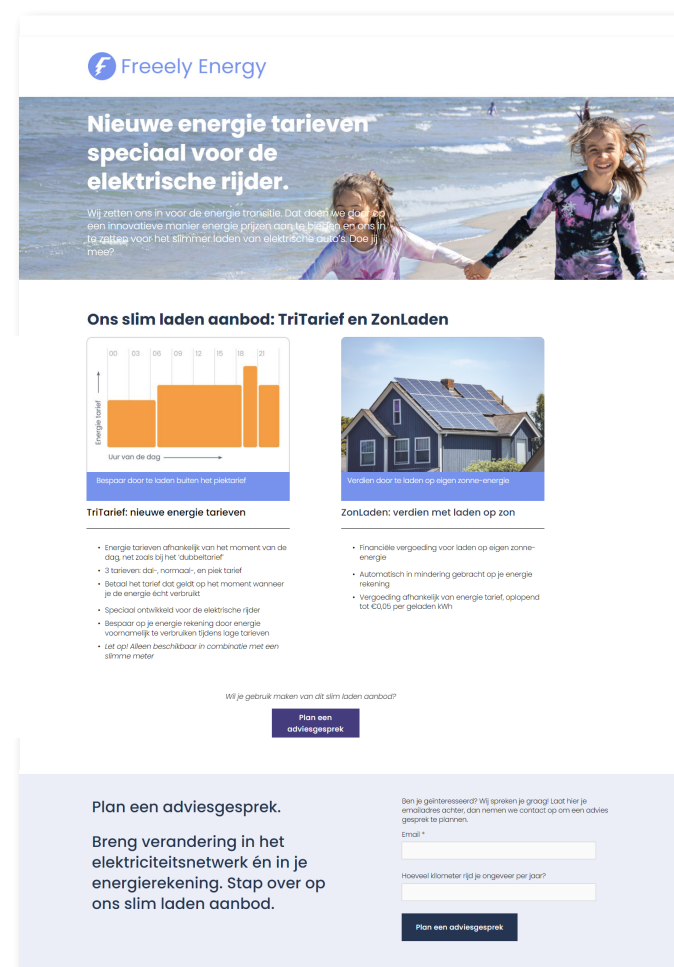 Freeely Energy
Nieuwe energie tarieven
speciaal voor de
elektrische rijder.
Wij zetten ons in voor de energie transitie. Dat doen we door op
een innovatieve manier energie prijzen aan te bieden en ons in
te zetten voor het slimmer laden van elektrische auto's. Doe jij
mee?
Ons slim laden aanbod: TriTarief en ZonLaden
00 03 06 09 12 15 18 21
Energie tarief
Uur van de dag
Bespaar door te laden buiten het piektarief
TriTarief: nieuwe energie tarieven
• Energie tarieven afhankelijk van het moment van de
dag, net zoals bij het 'dubbeltarief'
• 3 tarieven: dal-, normaal-, en piek tarief
• Betaal het tarief dat geldt op het moment wanneer
je de energie écht verbruikt
• Speciaal ontwikkeld voor de elektrische rijder
• Bespaar op je energie rekening door energie
voornamelijk te verbruiken tijdens lage tarieven
• Let op! Alleen beschikbaar in combinatie met een
slimme meter
Verdien door te laden op eigen zonne-energie
ZonLaden: verdien met laden op zon
• Financiële vergoeding voor laden op eigen zonne-
energie
• Automatisch in mindering gebracht op je energie
rekening
• Vergoeding afhankelijk van energie tarief, oplopend
tot €0,05 per geladen kWh
Wil je gebruik maken van dit slim laden aanbod?
Plan een
adviesgesprek
Plan een adviesgesprek.
Breng verandering in het
elektriciteitsnetwerk én in je
energierekening. Stap over op
ons slim laden aanbod.
Ben je geïnteresseerd? Wij spreken je graag! Laat hier je
emailadres achter, dan nemen we contact op om een advies
gesprek te plannen.
Email *
Hoeveel kilometer rijd je ongeveer per jaar?
Plan een adviesgesprek